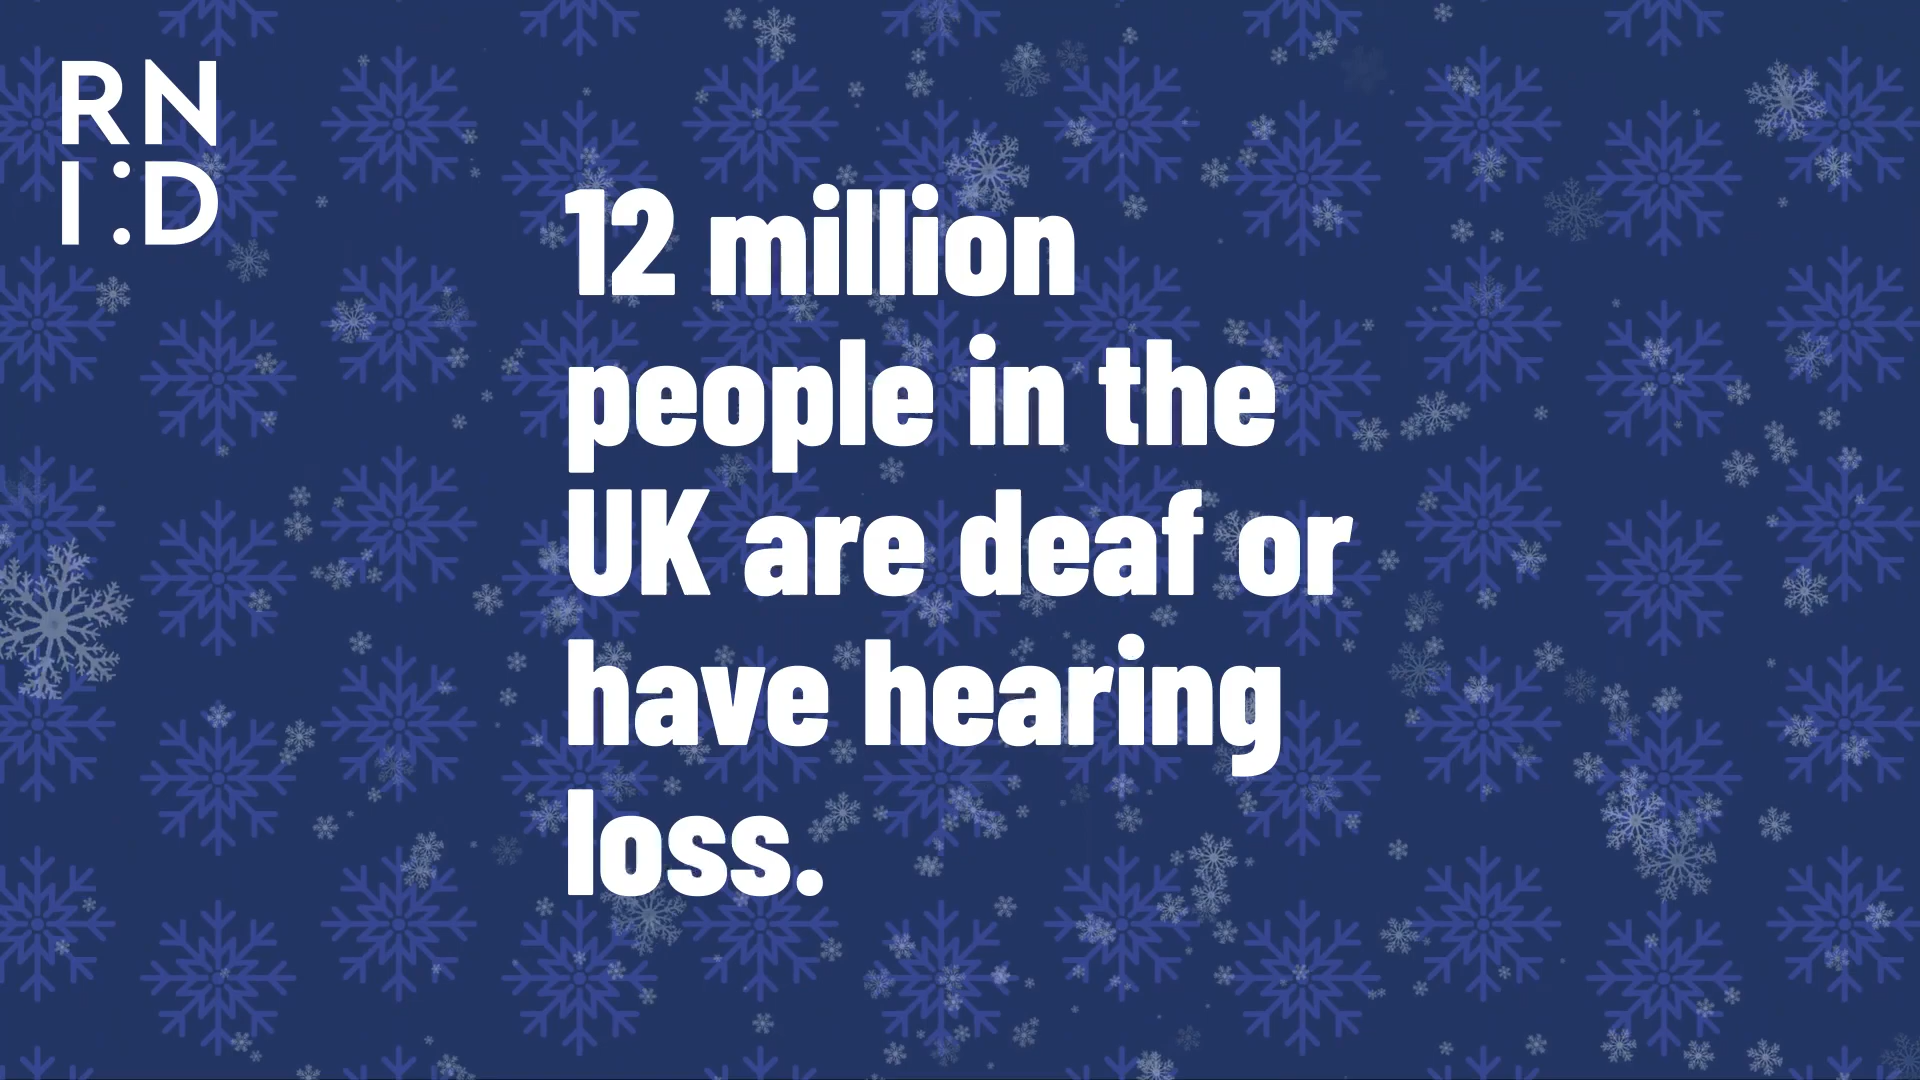 RN
I:D
12 million
people in the
UK are deaf or
have hearing
loss.